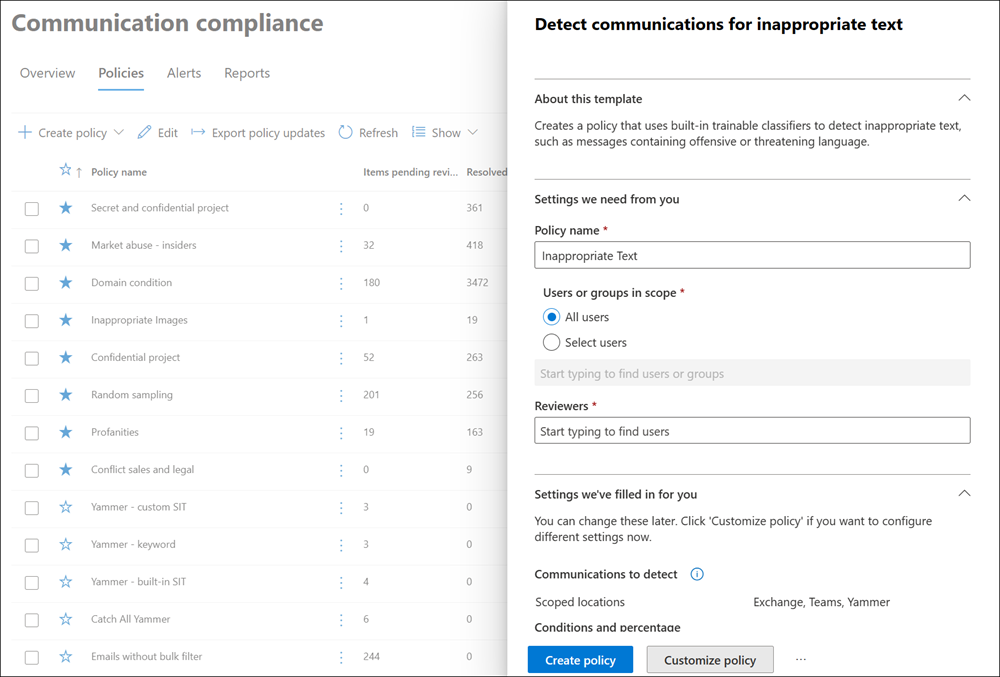 Communication compliance
Overview Policies Alerts Reports
Create policy Edit Export policy updates Refresh Show
Policy name Items pending revi... Resolved
Secret and confidential project 0 361
Market abuse - insiders 32 418
Domain condition 180 3472
Inappropriate Images 1 19
Confidential project 52 263
Random sampling 201 256
Profanities 19 163
Conflict sales and legal 0 9
Yammer - custom SIT 3 0
Yammer - keyword 3 0
Yammer - built-in SIT 4 0
Catch All Yammer 6 0
Emails without bulk filter 244 0
Detect communications for inappropriate text
About this template
Creates a policy that uses built-in trainable classifiers to detect inappropriate text,
such as messages containing offensive or threatening language.
Settings we need from you
Policy name *
Inappropriate Text
Users or groups in scope *
All users
Select users
Start typing to find users or groups
Reviewers *
Start typing to find users
Settings we've filled in for you
You can change these later. Click 'Customize policy' if you want to configure
different settings now.
Communications to detect
Scoped locations Exchange, Teams, Yammer
Conditions and percentage
Create policy Customize policy ...